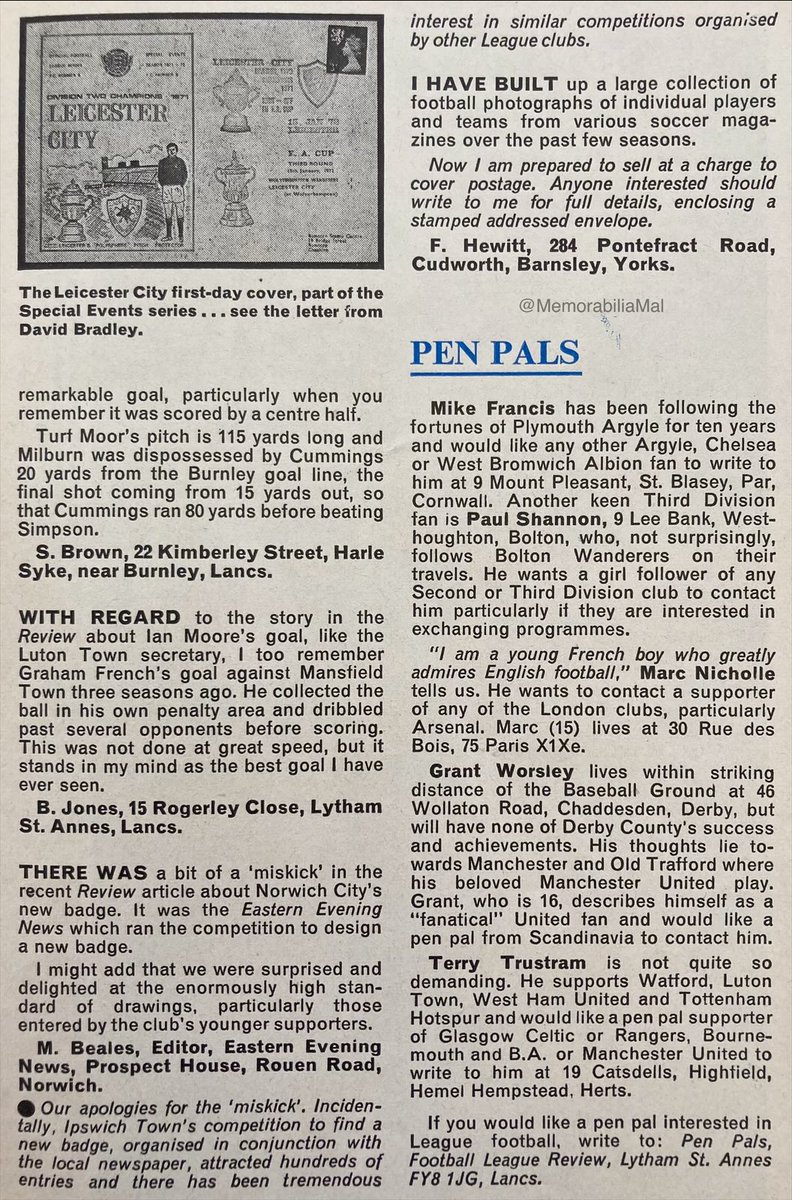 DIVISION TWO CHAMPIONS 1971
LEICESTER
CITY
LEICESTER CITY
15 JAN 72
LEICESTER
F. A. CUP
THIRD ROUND
15th January, 1972
WOLVERHAMPTON WANDERERS
LEICESTER CITY
(at Wolverhampton)
The Leicester City first-day cover, part of the
Special Events series . . . see the letter from
David Bradley.
remarkable goal, particularly when you
remember it was scored by a centre half.
Turf Moor's pitch is 115 yards long and
Milburn was dispossessed by Cummings
20 yards from the Burnley goal line, the
final shot coming from 15 yards out, so
that Cummings ran 80 yards before beating
Simpson.
S. Brown, 22 Kimberley Street, Harle
Syke, near Burnley, Lancs.
WITH REGARD to the story in the
Review about Ian Moore's goal, like the
Luton Town secretary, I too remember
Graham French's goal against Mansfield
Town three seasons ago. He collected the
ball in his own penalty area and dribbled
past several opponents before scoring.
This was not done at great speed, but it
stands in my mind as the best goal I have
ever seen.
B. Jones, 15 Rogerley Close, Lytham
St. Annes, Lancs.
THERE WAS a bit of a 'miskick' in the
recent Review article about Norwich City's
new badge. It was the Eastern Evening
News which ran the competition to design
a new badge.
I might add that we were surprised and
delighted at the enormously high stan-
dard of drawings, particularly those
entered by the club's younger supporters.
M. Beales, Editor, Eastern Evening
News, Prospect House, Rouen Road,
Norwich.
● Our apologies for the 'miskick'. Inciden-
tally, Ipswich Town's competition to find a
new badge, organised in conjunction with
the local newspaper, attracted hundreds of
entries and there has been tremendous
interest in similar competitions organised
by other League clubs.
I HAVE BUILT up a large collection of
football photographs of individual players
and teams from various soccer maga-
zines over the past few seasons.
Now I am prepared to sell at a charge to
cover postage. Anyone interested should
write to me for full details, enclosing a
stamped addressed envelope.
F. Hewitt, 284 Pontefract Road,
Cudworth, Barnsley, Yorks.
@MemorabiliaMal
PEN PALS
Mike Francis has been following the
fortunes of Plymouth Argyle for ten years
and would like any other Argyle, Chelsea
or West Bromwich Albion fan to write to
him at 9 Mount Pleasant, St. Blasey, Par,
Cornwall. Another keen Third Division
fan is Paul Shannon, 9 Lee Bank, West-
houghton, Bolton, who, not surprisingly,
follows Bolton Wanderers on their
travels. He wants a girl follower of any
Second or Third Division club to contact
him particularly if they are interested in
exchanging programmes.
"I am a young French boy who greatly
admires English football," Marc Nicholle
tells us. He wants to contact a supporter
of any of the London clubs, particularly
Arsenal. Marc (15) lives at 30 Rue des
Bois, 75 Paris X1Xe.
Grant Worsley lives within striking
distance of the Baseball Ground at 46
Wollaton Road, Chaddesden, Derby, but
will have none of Derby County's success
and achievements. His thoughts lie to-
wards Manchester and Old Trafford where
his beloved Manchester United play.
Grant, who is 16, describes himself as a
"fanatical" United fan and would like a
pen pal from Scandinavia to contact him.
Terry Trustram is not quite so
demanding. He supports Watford, Luton
Town, West Ham United and Tottenham
Hotspur and would like a pen pal supporter
of Glasgow Celtic or Rangers, Bourne-
mouth and B.A. or Manchester United to
write to him at 19 Catsdells, Highfield,
Hemel Hempstead, Herts.
If you would like a pen pal interested in
League football, write to: Pen Pals,
Football League Review, Lytham St. Annes
FY8 1JG, Lancs.